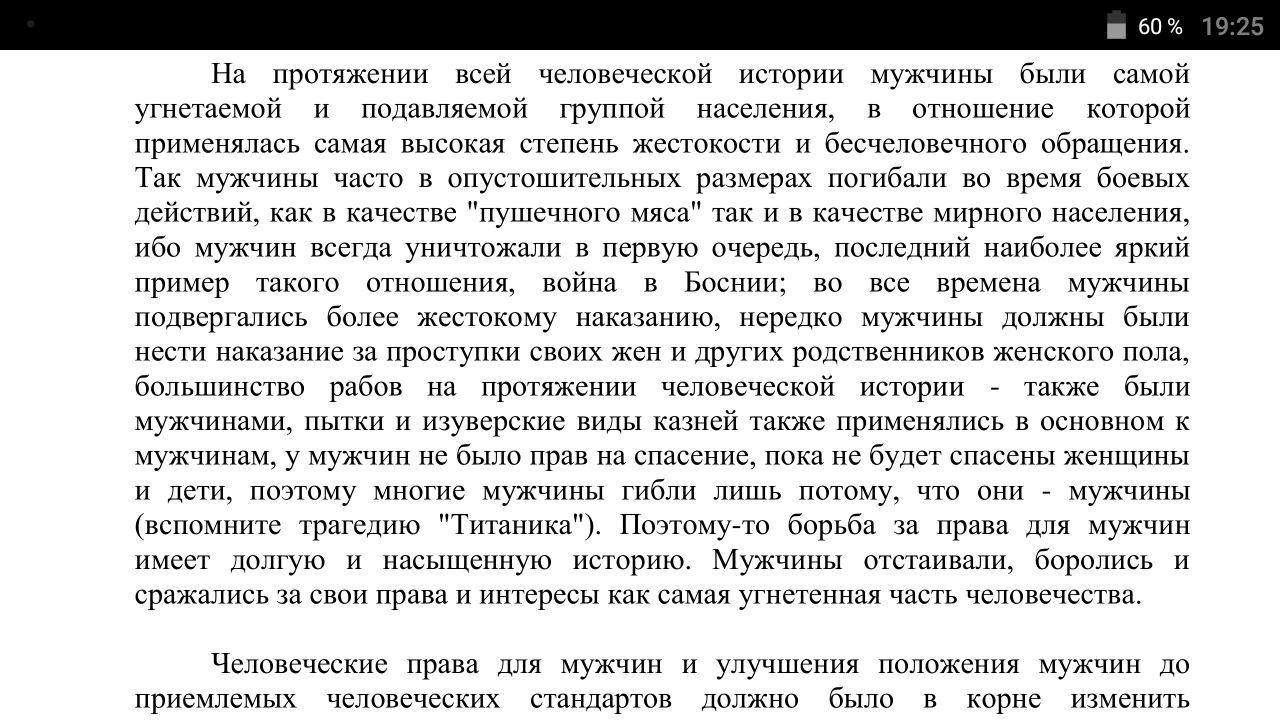 60 % 19:25
На протяжении всей человеческой истории мужчины были самой
угнетаемой и подавляемой группой населения, в отношение которой
применялась самая высокая степень жестокости и бесчеловечного обращения.
Так мужчины часто в опустошительных размерах погибали во время боевых
действий, как в качестве "пушечного мяса" так и в качестве мирного населения,
ибо мужчин всегда уничтожали в первую очередь, последний наиболее яркий
пример такого отношения, война в Боснии; во все времена мужчины
подвергались более жестокому наказанию, нередко мужчины должны были
нести наказание за проступки своих жен и других родственников женского пола,
большинство рабов на протяжении человеческой истории - также были
мужчинами, пытки и изуверские виды казней также применялись в основном к
мужчинам, у мужчин не было прав на спасение, пока не будет спасены женщины
и дети, поэтому многие мужчины гибли лишь потому, что они - мужчины
(вспомните трагедию "Титаника"). Поэтому-то борьба за права для мужчин
имеет долгую и насыщенную историю. Мужчины отстаивали, боролись и
сражались за свои права и интересы как самая угнетенная часть человечества.
Человеческие права для мужчин и улучшения положения мужчин до
приемлемых человеческих стандартов должно было в корне изменить